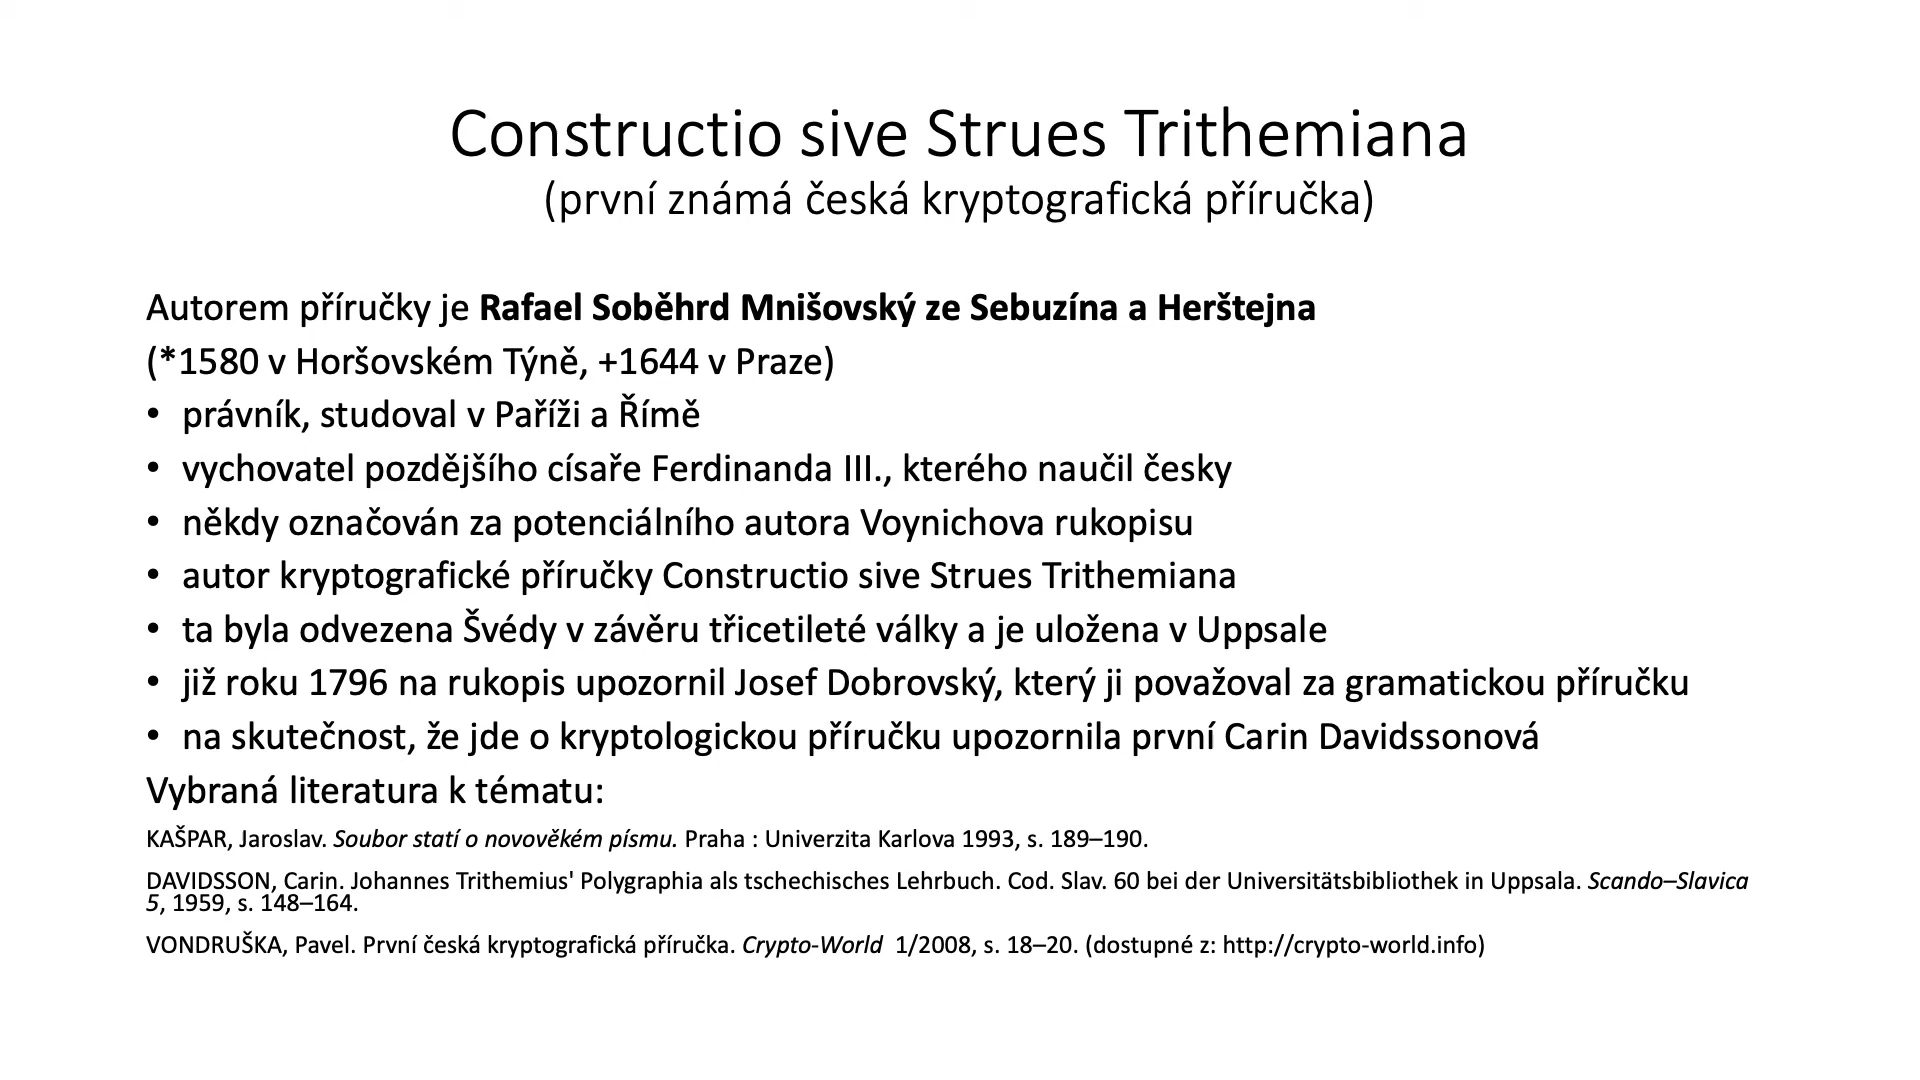 Constructio sive Strues Trithemiana
(první známá česká kryptografická příručka)
Autorem příručky je Rafael Soběhrd Mnišovský ze Sebuzína a Herštejna
(*1580 v Horšovském Týně, +1644 v Praze)
• právník, studoval v Paříži a Římě
• vychovatel pozdějšího císaře Ferdinanda III., kterého naučil česky
• někdy označován za potenciálního autora Voynichova rukopisu
• autor kryptografické příručky Constructio sive Strues Trithemiana
• ta byla odvezena Švédy v závěru třicetileté války a je uložena v Uppsale
• již roku 1796 na rukopis upozornil Josef Dobrovský, který ji považoval za gramatickou příručku
• na skutečnost, že jde o kryptologickou příručku upozornila první Carin Davidssonová
Vybraná literatura k tématu:
KAŠPAR, Jaroslav. Soubor statí o novověkém písmu. Praha : Univerzita Karlova 1993, s. 189–190.
DAVIDSSON, Carin. Johannes Trithemius' Polygraphia als tschechisches Lehrbuch. Cod. Slav. 60 bei der Universitätsbibliothek in Uppsala. Scando–Slavica
5, 1959, s. 148–164.
VONDRUŠKA, Pavel. První česká kryptografická příručka. Crypto-World 1/2008, s. 18–20. (dostupné z: http://crypto-world.info)